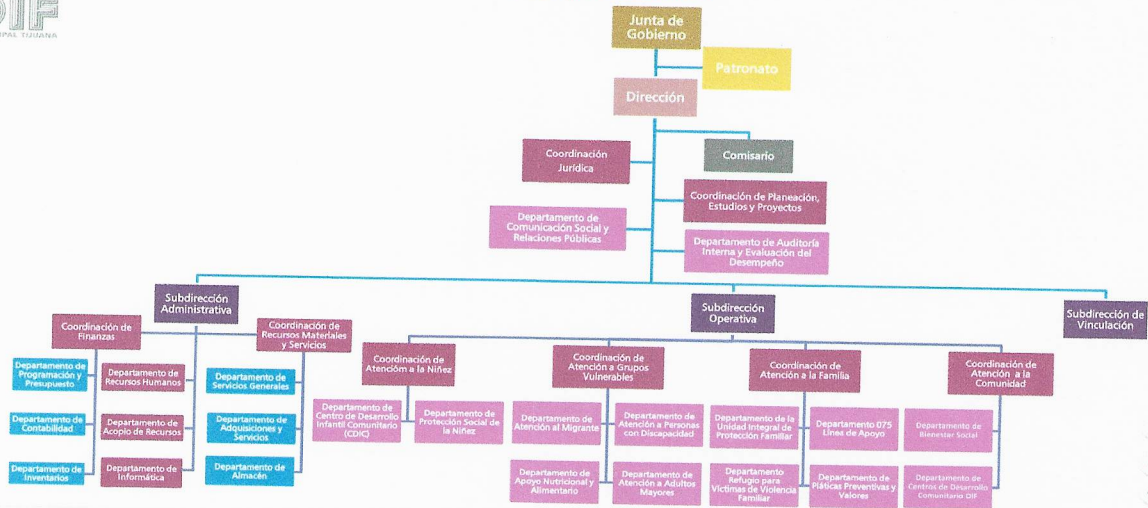 DIF
TIJUANA
Junta de
Gobierno
Patronato
Dirección
Coordinación
Jurídica
Comisario
Coordinación de Planeación,
Estudios y Proyectos
Departamento de
Comunicación Social y
Relaciones Públicas
Departamento de Auditoría
Interna y Evaluación del
Desempeño
Subdirección
Administrativa
Subdirección
Operativa
Subdirección de
Vinculación
Coordinación de
Finanzas
Coordinación de
Recursos Materiales
y Servicios
Coordinación de
Atención a la Niñez
Coordinación de
Atención a Grupos
Vulnerables
Coordinación de
Atención a la Familia
Coordinación de
Atención a la
Comunidad
Departamento de
Programación y
Presupuesto
Departamento de
Recursos Humanos
Departamento de
Servicios Generales
Departamento de
Centro de Desarrollo
Infantil Comunitario
(CDIC)
Departamento de
Protección Social de
la Niñez
Departamento de
Atención al Migrante
Departamento de
Atención a Personas
con Discapacidad
Departamento de la
Unidad Integral de
Protección Familiar
Departamento 075
Línea de Apoyo
Departamento de
Bienestar Social
Departamento de
Contabilidad
Departamento de
Acopio de Recursos
Departamento de
Adquisiciones y
Servicios
Departamento de
Apoyo Nutricional y
Alimentario
Departamento de
Atención a Adultos
Mayores
Departamento
Refugio para
Víctimas de Violencia
Familiar
Departamento de
Pláticas Preventivas y
Valores
Departamento de
Centros de Desarrollo
Comunitario DIF
Departamento de
Inventarios
Departamento de
Informática
Departamento de
Almacén